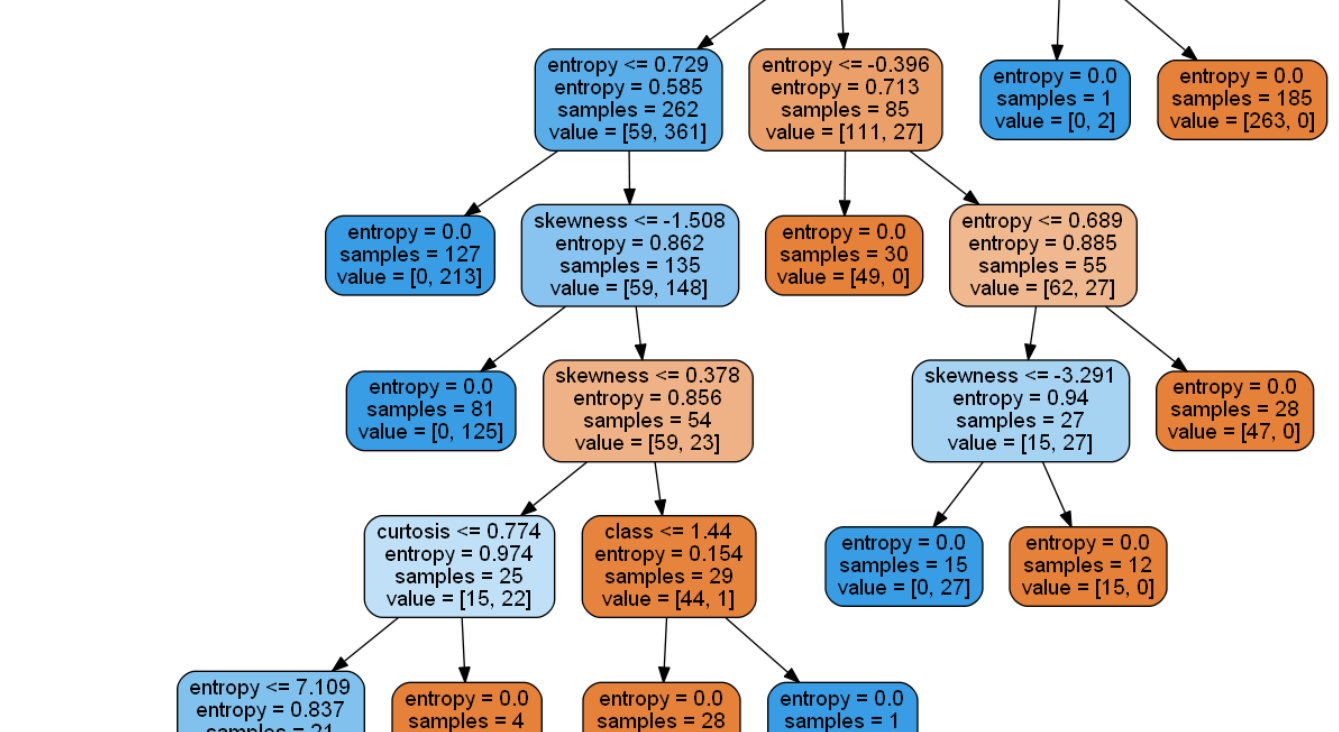 entropy <= 0.729
entropy = 0.585
samples = 262
value = [59, 361]
entropy <= -0.396
entropy = 0.713
samples = 85
value = [111, 27]
entropy = 0.0
samples = 1
value = [0, 2]
entropy = 0.0
samples = 185
value = [263, 0]
entropy = 0.0
samples = 127
value = [0, 213]
skewness <= -1.508
entropy = 0.862
samples = 135
value = [59, 148]
entropy = 0.0
samples = 30
value = [49, 0]
entropy <= 0.689
entropy = 0.885
samples = 55
value = [62, 27]
entropy = 0.0
samples = 81
value = [0, 125]
skewness <= 0.378
entropy = 0.856
samples = 54
value = [59, 23]
skewness <= -3.291
entropy = 0.94
samples = 27
value = [15, 27]
entropy = 0.0
samples = 28
value = [47, 0]
curtosis <= 0.774
entropy = 0.974
samples = 25
value = [15, 22]
class <= 1.44
entropy = 0.154
samples = 29
value = [44, 1]
entropy = 0.0
samples = 15
value = [0, 27]
entropy = 0.0
samples = 12
value = [15, 0]
entropy <= 7.109
entropy = 0.837
samples = 21
entropy = 0.0
samples = 4
entropy = 0.0
samples = 28
entropy = 0.0
samples = 1